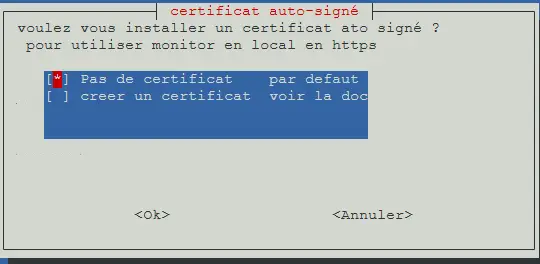 certificat auto-signé
voulez vous installer un certificat ato signé ?
pour utiliser monitor en local en https
[*] Pas de certificat par defaut
[ ] creer un certificat voir la doc
<Ok> <Annuler>